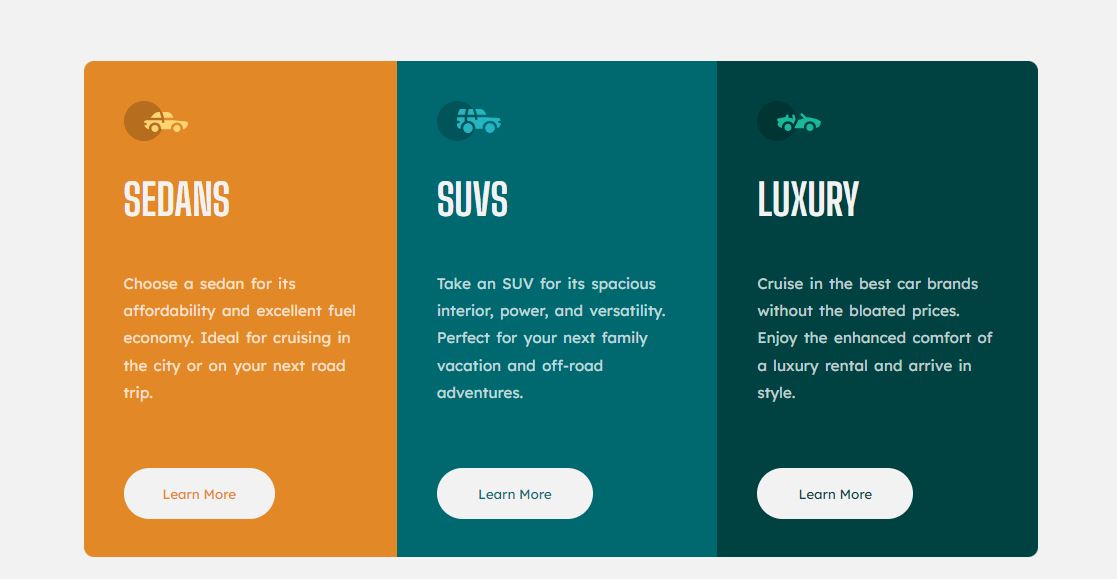 SEDANS
Choose a sedan for its
affordability and excellent fuel
economy. Ideal for cruising in
the city or on your next road
trip.
Learn More
SUVS
Take an SUV for its spacious
interior, power, and versatility.
Perfect for your next family
vacation and off-road
adventures.
Learn More
LUXURY
Cruise in the best car brands
without the bloated prices.
Enjoy the enhanced comfort of
a luxury rental and arrive in
style.
Learn More